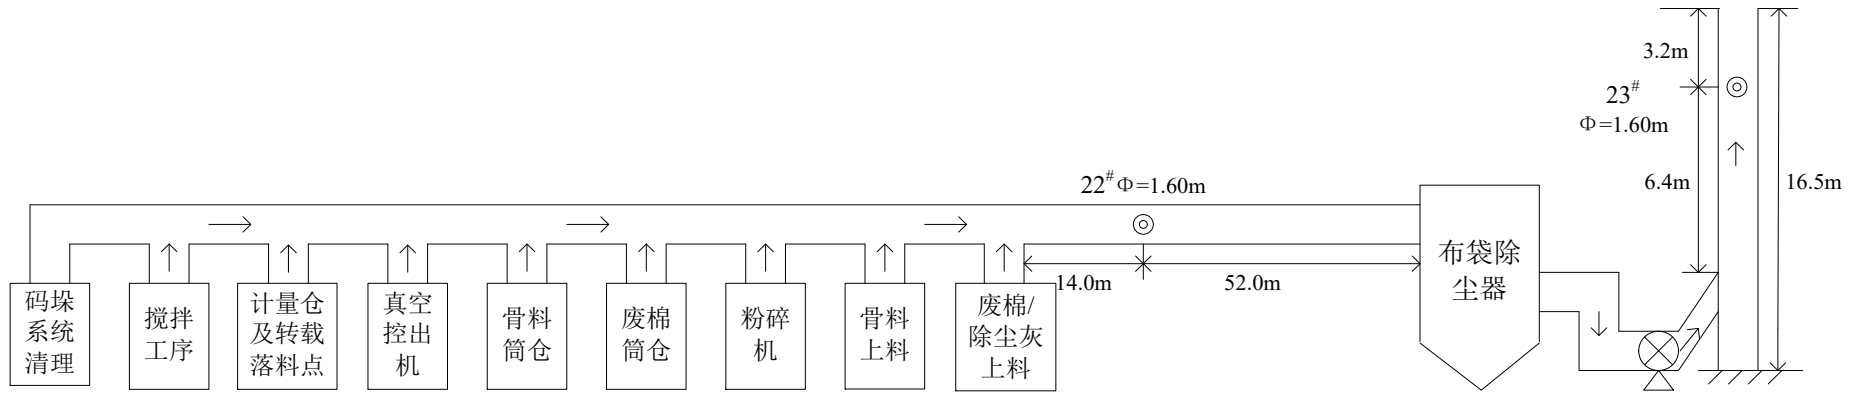 3.2m
23#
Φ=1.60m
6.4m
16.5m
22#Φ=1.60m
14.0m
52.0m
布袋除
尘器
码垛
系统
清理
搅拌
工序
计量仓
及转载
落料点
真空
控出
机
骨料
筒仓
废棉
筒仓
粉碎
机
骨料
上料
废棉/
除尘灰
上料